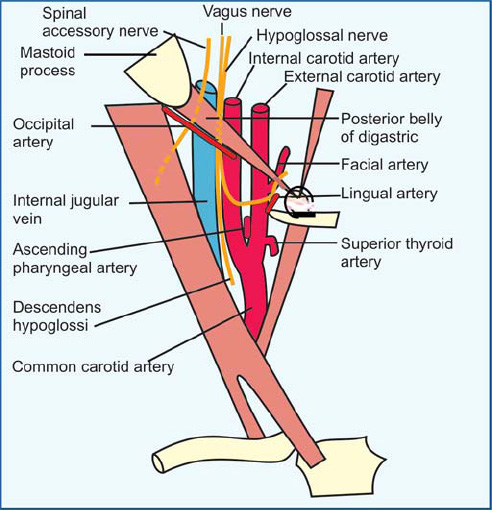 Vagus nerve
Spinal
accessory nerve
Hypoglossal nerve
Mastoid
process
Internal carotid artery
External carotid artery
Occipital
artery
Posterior belly
of digastric
Facial artery
Lingual artery
Internal jugular
vein
Superior thyroid
artery
Ascending
pharyngeal artery
Descendens
hypoglossi
Common carotid artery